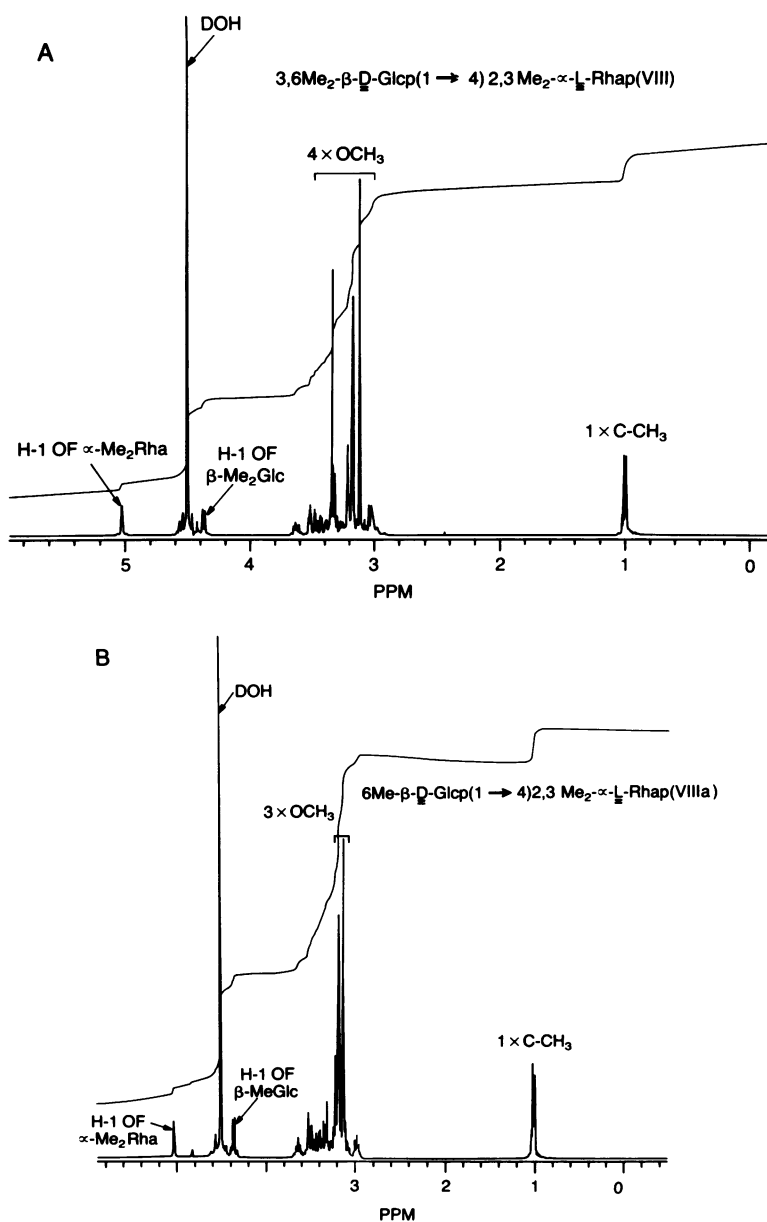 A
DOH
3,6Me₂-β-D-Glcp(1 → 4) 2,3 Me₂-∝-L-Rhap(VIII)
4 × OCH₃
H-1 OF ∝-Me₂Rha
H-1 OF
β-Me₂Glc
1 × C-CH₃
5 4 3 2 1 0
PPM
B
DOH
6Me-β-D-Glcp(1 → 4)2,3 Me₂-∝-L-Rhap(VIIIa)
3 × OCH₃
H-1 OF
β-MeGlc
1 × C-CH₃
H-1 OF
∝-Me₂Rha
3 1 0
PPM